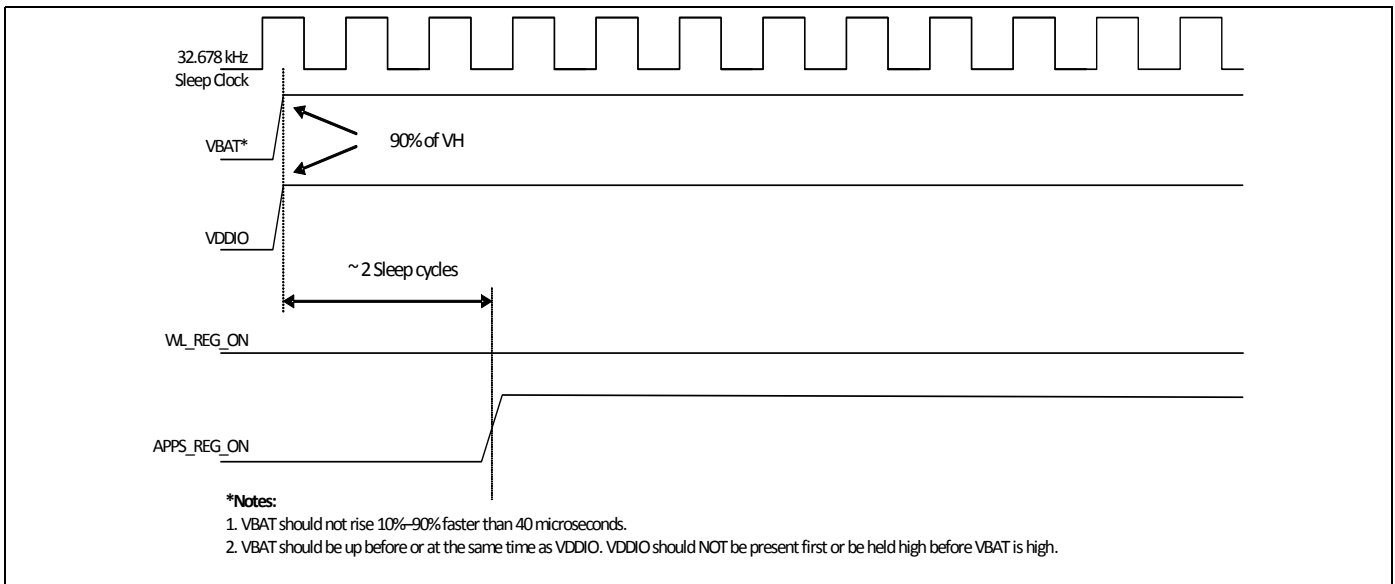 32.678 kHz
Sleep Clock
VBAT*
90% of VH
VDDIO
~ 2 Sleep cycles
WL_REG_ON
APPS_REG_ON
*Notes:
1. VBAT should not rise 10%–90% faster than 40 microseconds.
2. VBAT should be up before or at the same time as VDDIO. VDDIO should NOT be present first or be held high before VBAT is high.